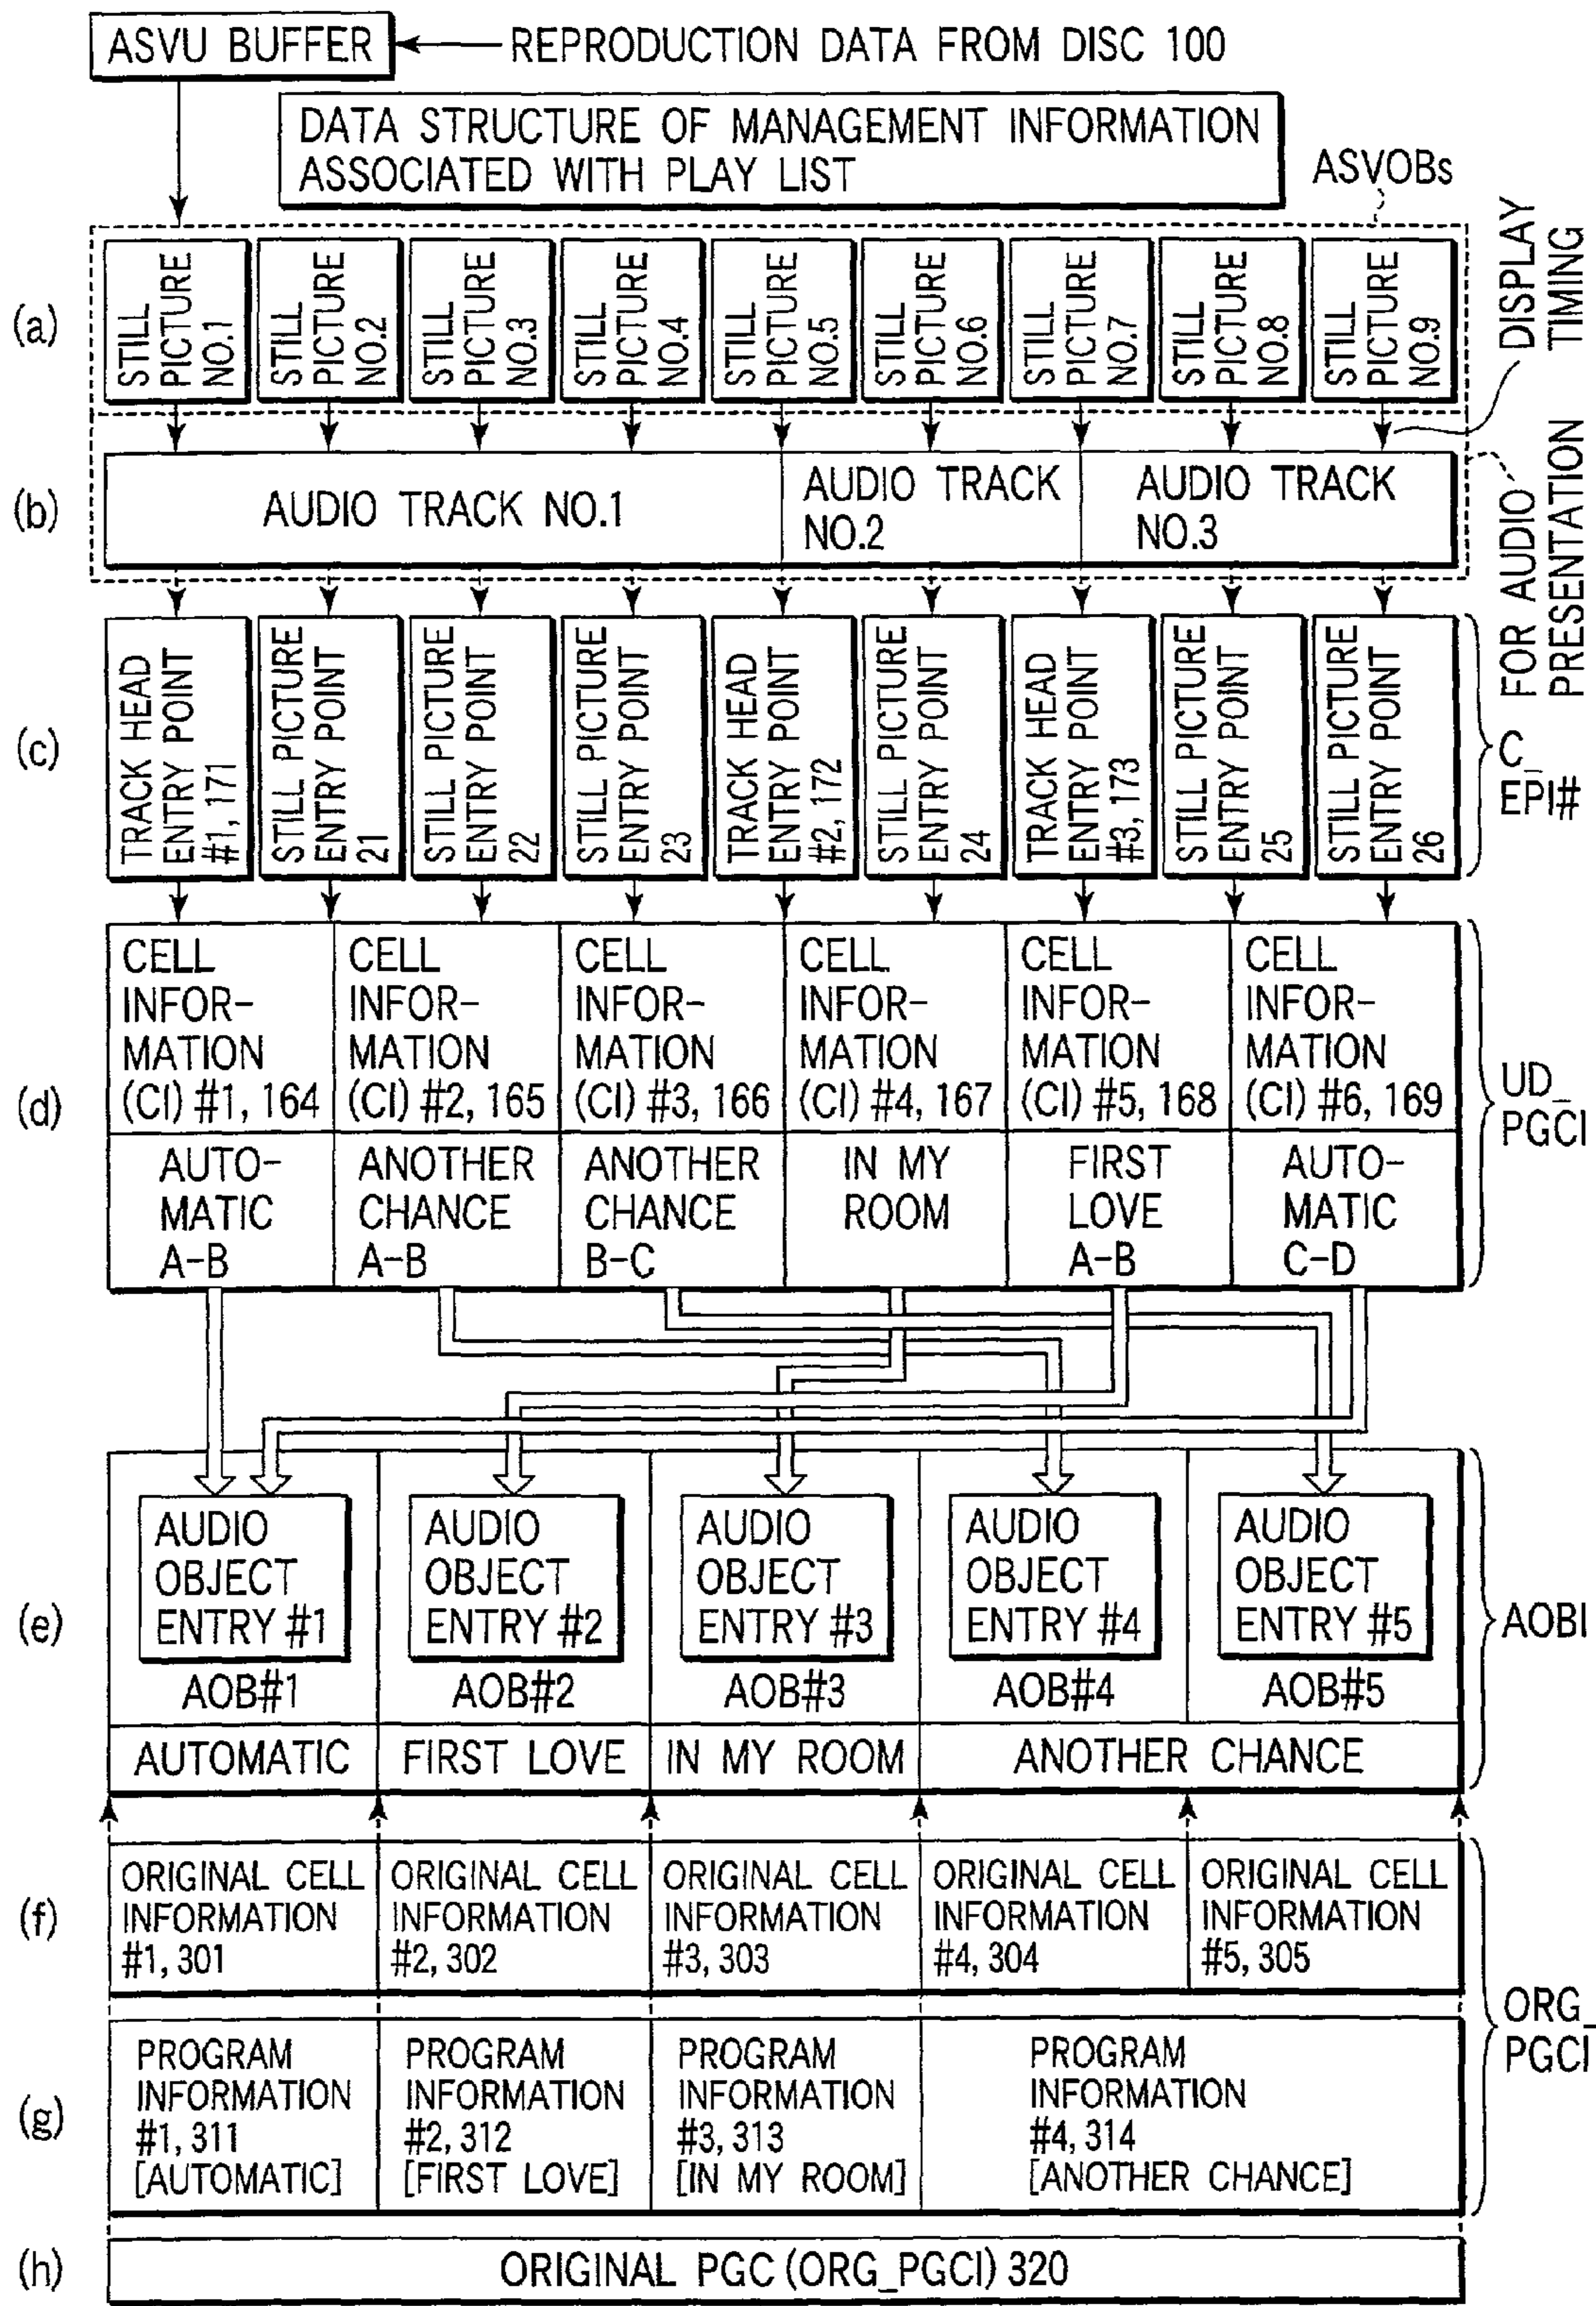 ASVU BUFFER
REPRODUCTION DATA FROM DISC 100
DATA STRUCTURE OF MANAGEMENT INFORMATION
ASSOCIATED WITH PLAY LIST
ASVOBs
DISPLAY
TIMING
(a)
STILL
PICTURE
NO.1
STILL
PICTURE
NO.2
STILL
PICTURE
NO.3
STILL
PICTURE
NO.4
STILL
PICTURE
NO.5
STILL
PICTURE
NO.6
STILL
PICTURE
NO.7
STILL
PICTURE
NO.8
STILL
PICTURE
NO.9
(b)
AUDIO TRACK NO.1
AUDIO TRACK
NO.2
AUDIO TRACK
NO.3
FOR AUDIO
PRESENTATION
(c)
TRACK HEAD
ENTRY POINT
#1, 171
STILL PICTURE
ENTRY POINT
21
STILL PICTURE
ENTRY POINT
22
STILL PICTURE
ENTRY POINT
23
TRACK HEAD
ENTRY POINT
#2, 172
STILL PICTURE
ENTRY POINT
24
TRACK HEAD
ENTRY POINT
#3, 173
STILL PICTURE
ENTRY POINT
25
STILL PICTURE
ENTRY POINT
26
C_
EPI#
(d)
CELL
INFOR-
MATION
(CI) #1, 164
CELL
INFOR-
MATION
(CI) #2, 165
CELL
INFOR-
MATION
(CI) #3, 166
CELL
INFOR-
MATION
(CI) #4, 167
CELL
INFOR-
MATION
(CI) #5, 168
CELL
INFOR-
MATION
(CI) #6, 169
AUTO-
MATIC
A-B
ANOTHER
CHANCE
A-B
ANOTHER
CHANCE
B-C
IN MY
ROOM
FIRST
LOVE
A-B
AUTO-
MATIC
C-D
UD_
PGCI
(e)
AUDIO
OBJECT
ENTRY #1
AOB#1
AUDIO
OBJECT
ENTRY #2
AOB#2
AUDIO
OBJECT
ENTRY #3
AOB#3
AUDIO
OBJECT
ENTRY #4
AOB#4
AUDIO
OBJECT
ENTRY #5
AOB#5
AUTOMATIC
FIRST LOVE
IN MY ROOM
ANOTHER CHANCE
AOBI
(f)
ORIGINAL CELL
INFORMATION
#1, 301
ORIGINAL CELL
INFORMATION
#2, 302
ORIGINAL CELL
INFORMATION
#3, 303
ORIGINAL CELL
INFORMATION
#4, 304
ORIGINAL CELL
INFORMATION
#5, 305
ORG_
PGCI
(g)
PROGRAM
INFORMATION
#1, 311
[AUTOMATIC]
PROGRAM
INFORMATION
#2, 312
[FIRST LOVE]
PROGRAM
INFORMATION
#3, 313
[IN MY ROOM]
PROGRAM
INFORMATION
#4, 314
[ANOTHER CHANCE]
(h)
ORIGINAL PGC (ORG_PGCI) 320